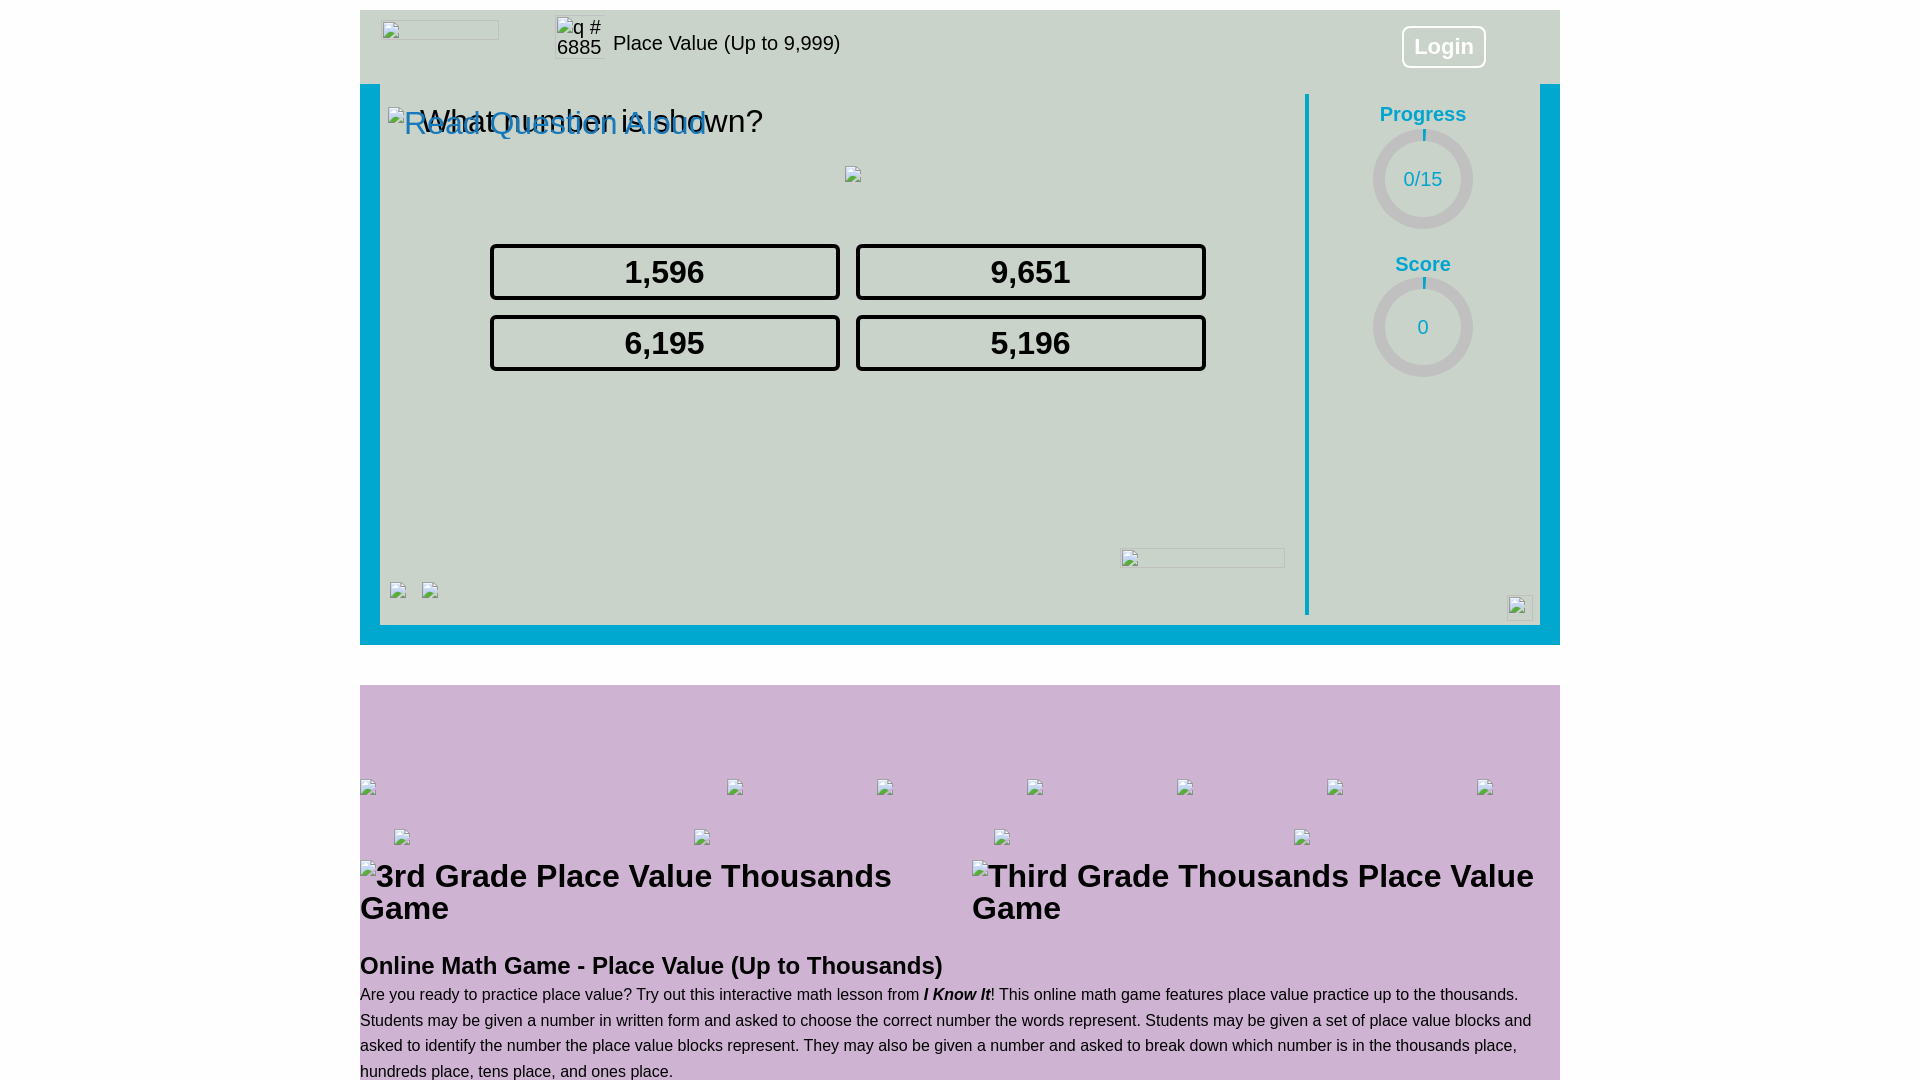 q #
6885
Place Value (Up to 9,999)
Login
Read Question Aloud
What number is shown?
1,596
9,651
6,195
5,196
Progress
0/15
Score
0
3rd Grade Place Value Thousands
Game
Third Grade Thousands Place Value
Game
Online Math Game - Place Value (Up to Thousands)
Are you ready to practice place value? Try out this interactive math lesson from I Know It! This online math game features place value practice up to the thousands.
Students may be given a number in written form and asked to choose the correct number the words represent. Students may be given a set of place value blocks and
asked to identify the number the place value blocks represent. They may also be given a number and asked to break down which number is in the thousands place,
hundreds place, tens place, and ones place.